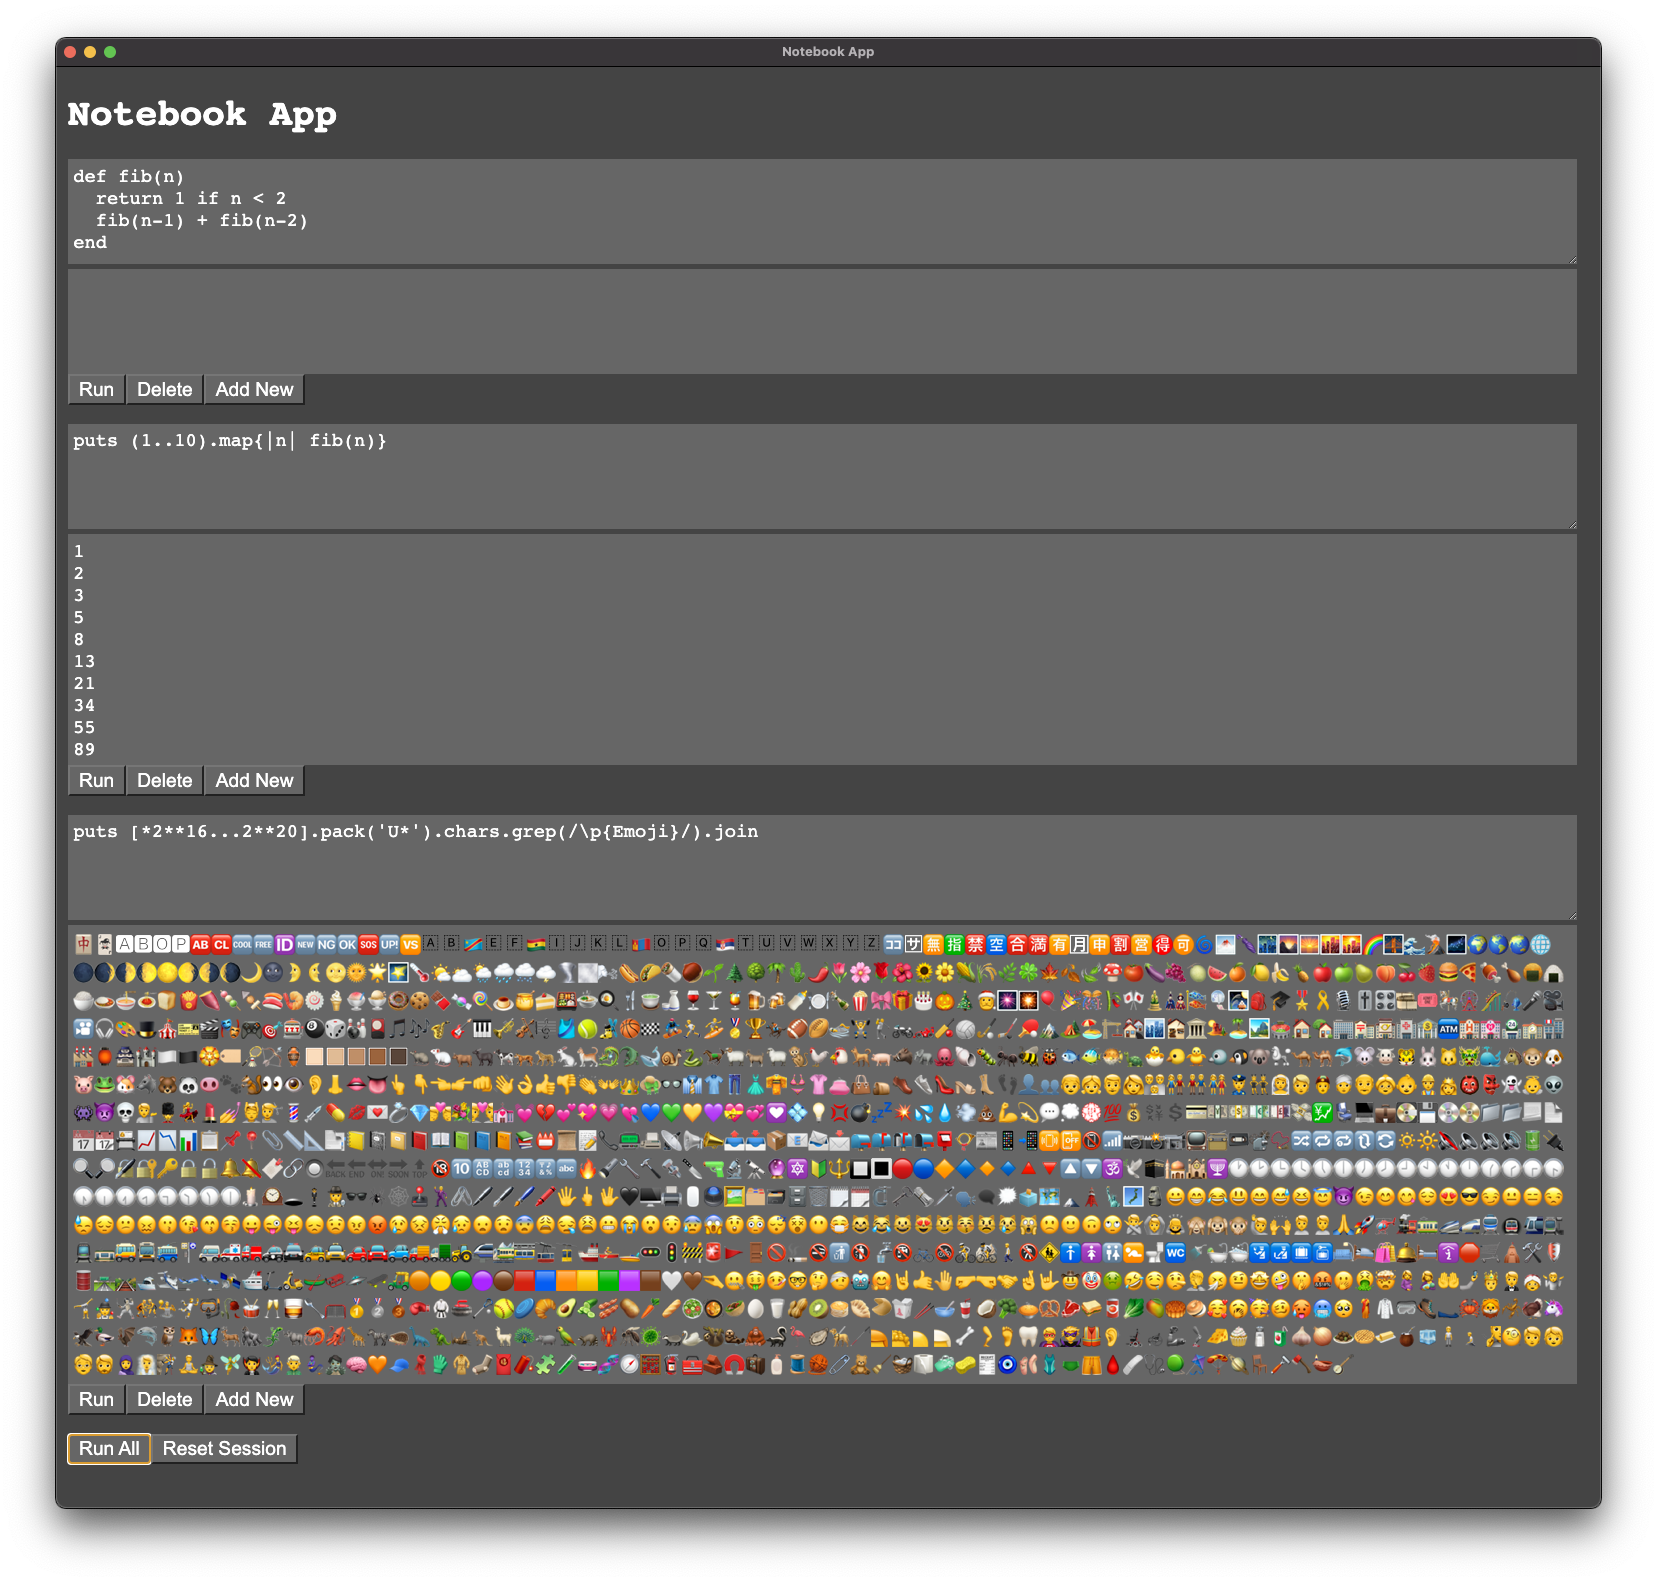 Notebook App
Notebook App
def fib(n)
  return 1 if n < 2
  fib(n-1) + fib(n-2)
end
Run Delete Add New
puts (1..10).map{|n| fib(n)}
1
2
3
5
8
13
21
34
55
89
Run Delete Add New
puts [*2**16...2**20].pack('U*').chars.grep(/\p{Emoji}/).join
Run Delete Add New
Run All Reset Session